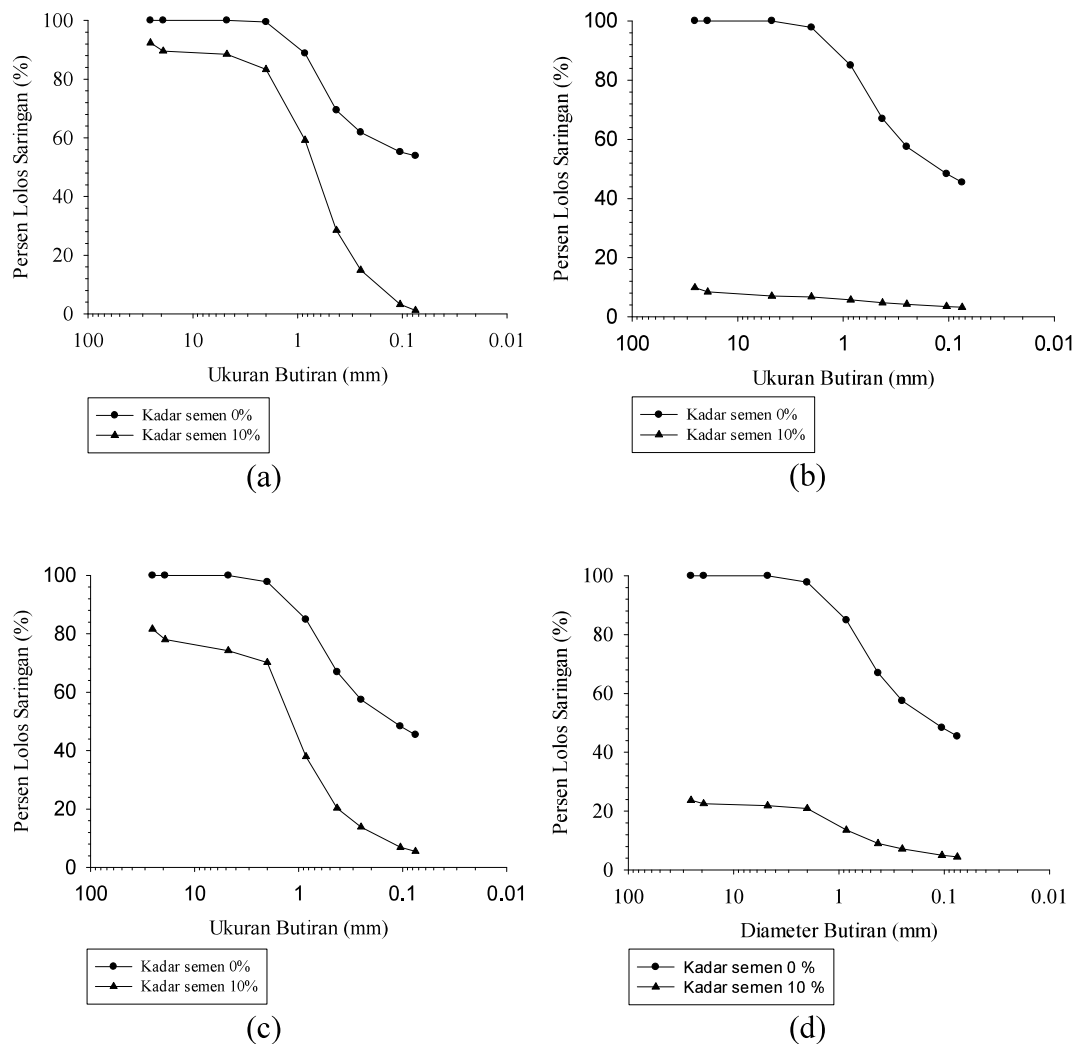 Persen Lolos Saringan (%)
100
80
60
40
20
0
100 10 1 0.1 0.01
Ukuran Butiran (mm)
Kadar semen 0%
Kadar semen 10%
(a)
Persen Lolos Saringan (%)
100
80
60
40
20
0
100 10 1 0.1 0.01
Ukuran Butiran (mm)
Kadar semen 0%
Kadar semen 10%
(b)
Persen Lolos Saringan (%)
100
80
60
40
20
0
100 10 1 0.1 0.01
Ukuran Butiran (mm)
Kadar semen 0%
Kadar semen 10%
(c)
Persen Lolos Saringan (%)
100
80
60
40
20
0
100 10 1 0.1 0.01
Diameter Butiran (mm)
Kadar semen 0 %
Kadar semen 10 %
(d)